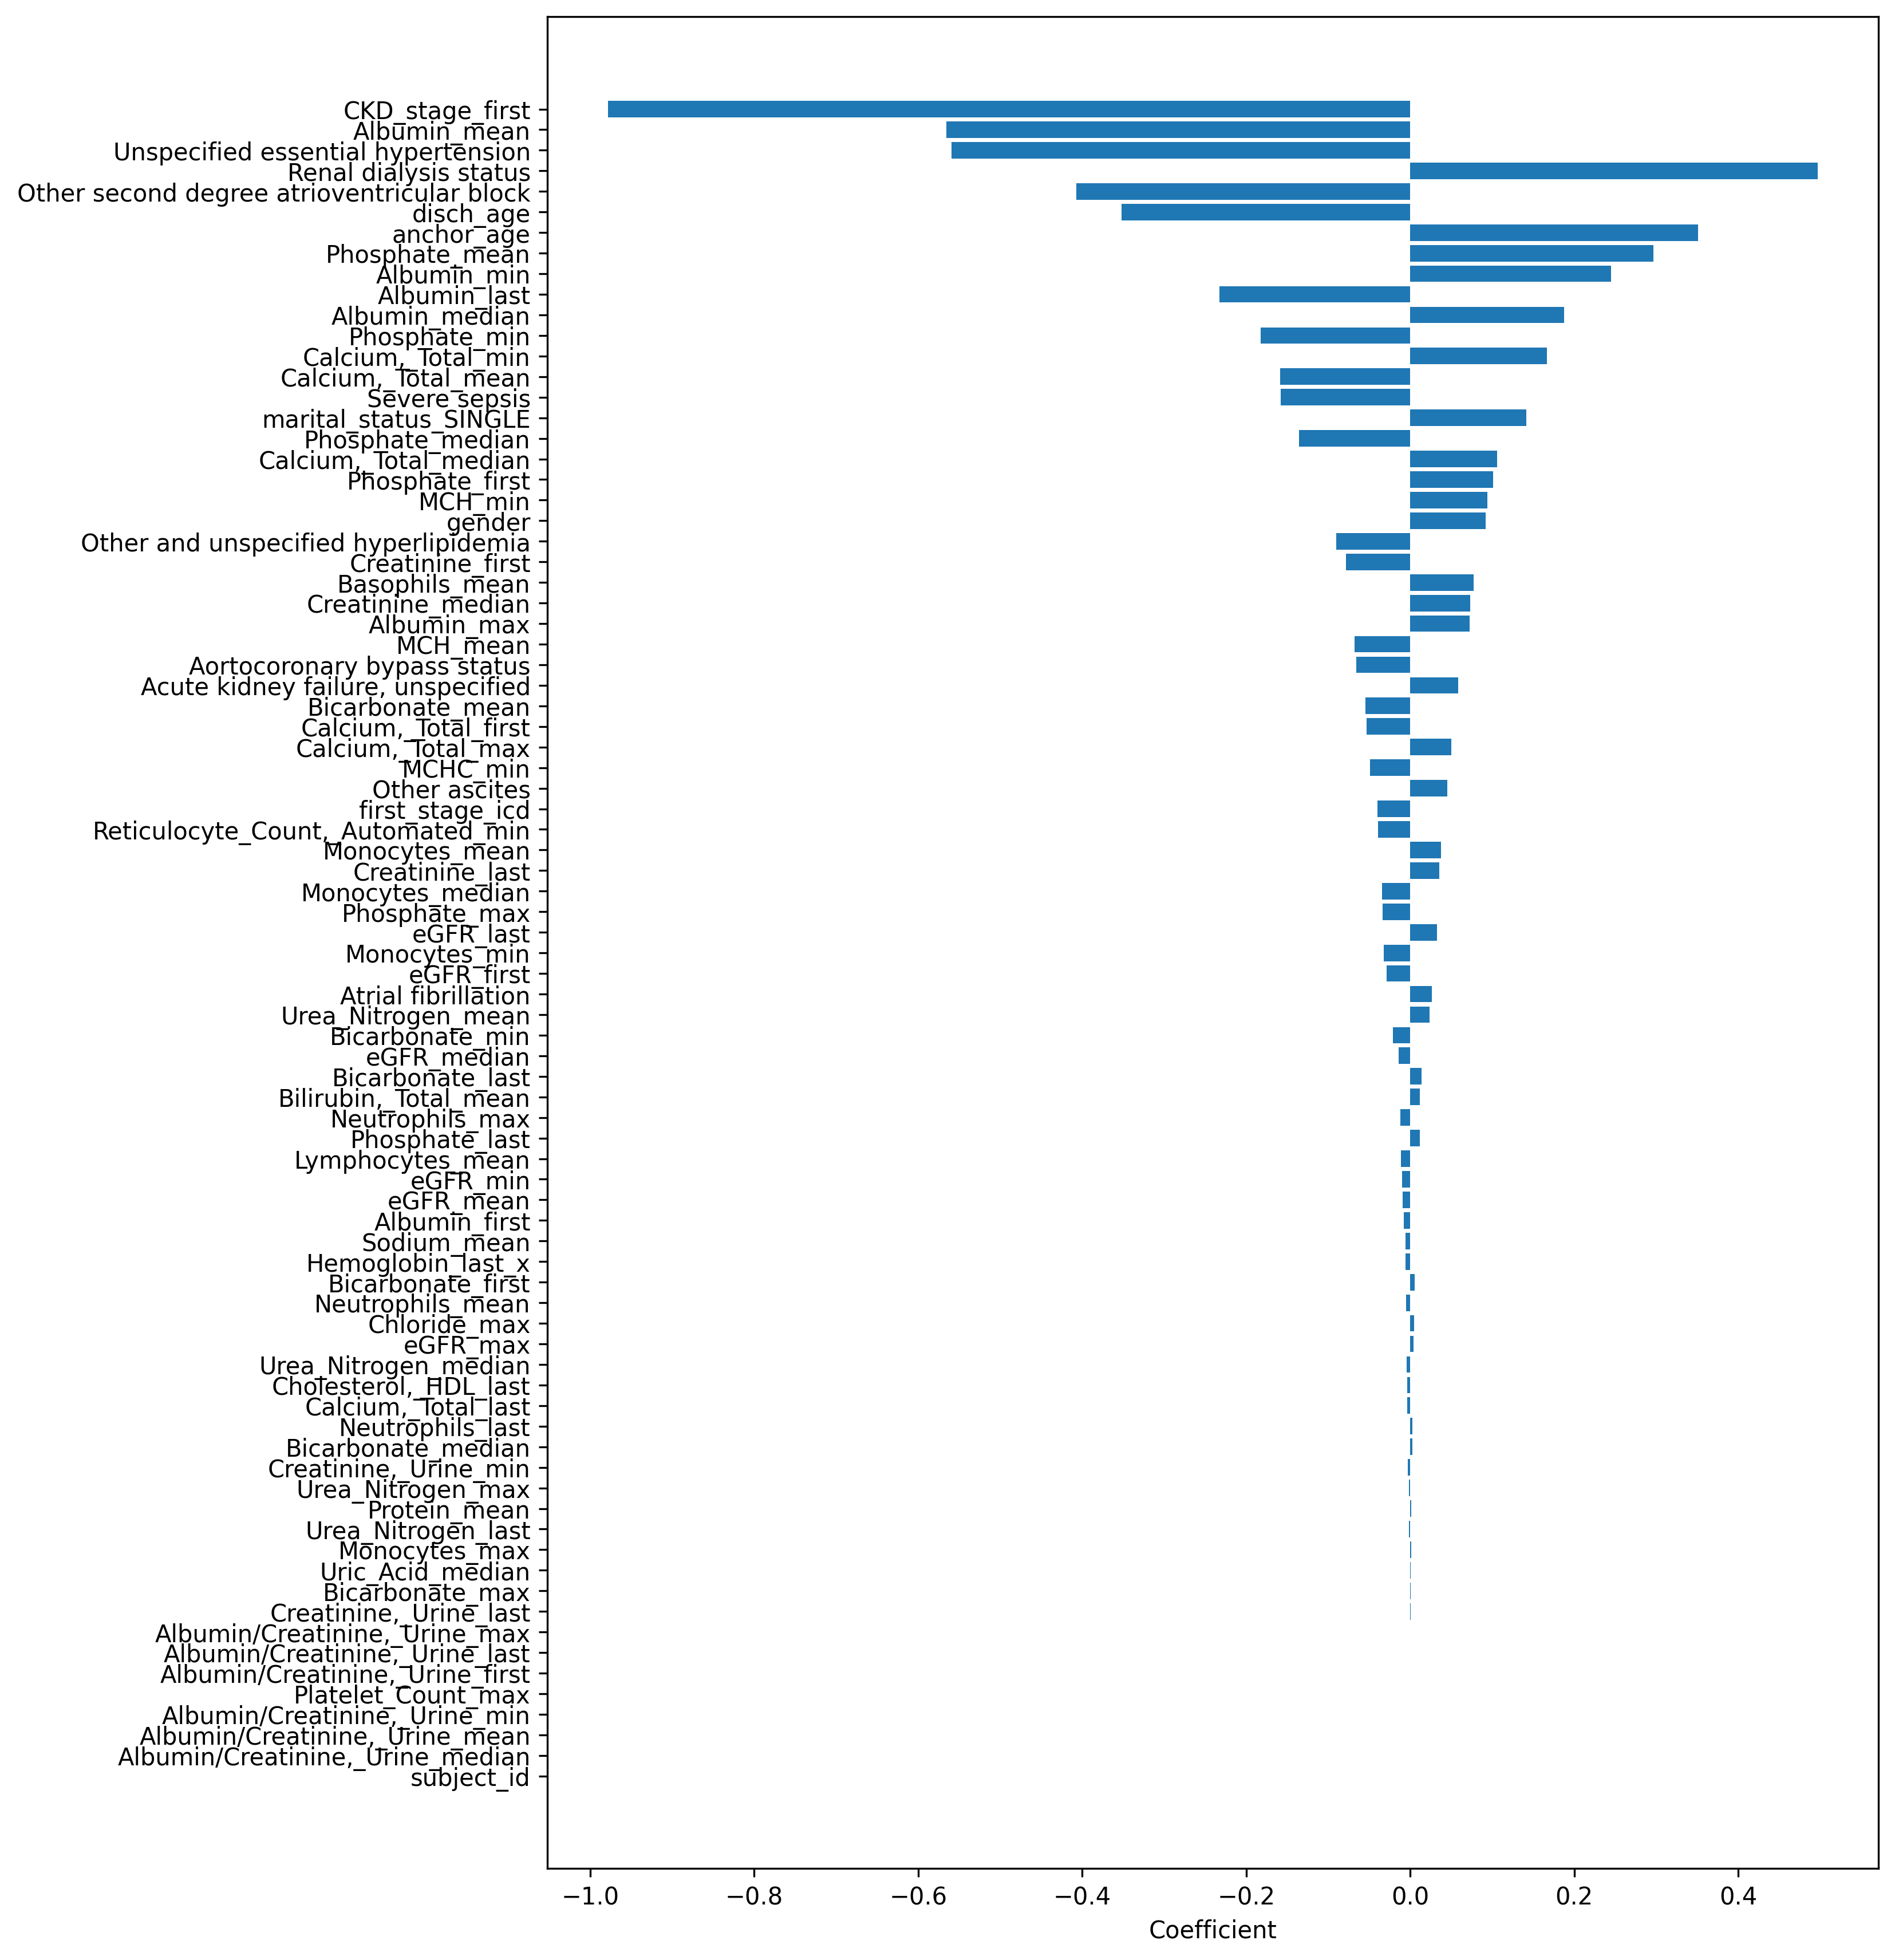 CKD_stage_first
Albumin_mean
Unspecified essential hypertension
Renal dialysis status
Other second degree atrioventricular block
disch_age
anchor_age
Phosphate_mean
Albumin_min
Albumin_last
Albumin_median
Phosphate_min
Calcium,_Total_min
Calcium,_Total_mean
Severe sepsis
marital_status_SINGLE
Phosphate_median
Calcium,_Total_median
Phosphate_first
MCH_min
gender
Other and unspecified hyperlipidemia
Creatinine_first
Basophils_mean
Creatinine_median
Albumin_max
MCH_mean
Aortocoronary bypass status
Acute kidney failure, unspecified
Bicarbonate_mean
Calcium,_Total_first
Calcium,_Total_max
MCHC_min
Other ascites
first_stage_icd
Reticulocyte_Count,_Automated_min
Monocytes_mean
Creatinine_last
Monocytes_median
Phosphate_max
eGFR_last
Monocytes_min
eGFR_first
Atrial fibrillation
Urea_Nitrogen_mean
Bicarbonate_min
eGFR_median
Bicarbonate_last
Bilirubin,_Total_mean
Neutrophils_max
Phosphate_last
Lymphocytes_mean
eGFR_min
eGFR_mean
Albumin_first
Sodium_mean
Hemoglobin_last_x
Bicarbonate_first
Neutrophils_mean
Chloride_max
eGFR_max
Urea_Nitrogen_median
Cholesterol,_HDL_last
Calcium,_Total_last
Neutrophils_last
Bicarbonate_median
Creatinine,_Urine_min
Urea_Nitrogen_max
Protein_mean
Urea_Nitrogen_last
Monocytes_max
Uric_Acid_median
Bicarbonate_max
Creatinine,_Urine_last
Albumin/Creatinine,_Urine_max
Albumin/Creatinine,_Urine_last
Albumin/Creatinine,_Urine_first
Platelet_Count_max
Albumin/Creatinine,_Urine_min
Albumin/Creatinine,_Urine_mean
Albumin/Creatinine,_Urine_median
subject_id
−1.0 −0.8 −0.6 −0.4 −0.2 0.0 0.2 0.4
Coefficient